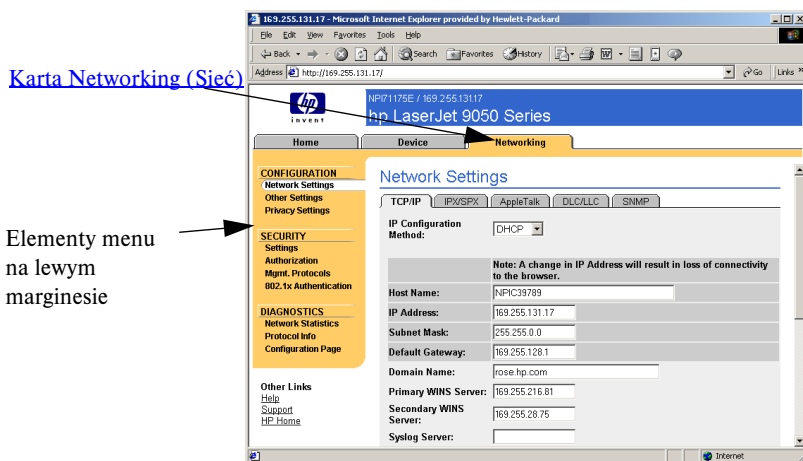 Karta Networking (Sieć)
Elementy menu
na lewym
marginesie
169.255.131.17 - Microsoft Internet Explorer provided by Hewlett-Packard
File Edit View Favorites Tools Help
Back Search Favorites History
Address http://169.255.131.17/ Go Links »
hp
invent
NPI71175E / 169.255.131.17
hp LaserJet 9050 Series
Home Device Networking
CONFIGURATION
Network Settings
Other Settings
Privacy Settings
SECURITY
Settings
Authorization
Mgmt. Protocols
802.1x Authentication
DIAGNOSTICS
Network Statistics
Protocol Info
Configuration Page
Other Links
Help
Support
HP Home
Network Settings
TCP/IP IPX/SPX AppleTalk DLC/LLC SNMP
IP Configuration
Method: DHCP
Note: A change in IP Address will result in loss of connectivity
to the browser.
Host Name: NPIC39789
IP Address: 169.255.131.17
Subnet Mask: 255.255.0.0
Default Gateway: 169.255.128.1
Domain Name: rose.hp.com
Primary WINS Server: 169.255.216.81
Secondary WINS
Server: 169.255.28.75
Syslog Server:
Internet